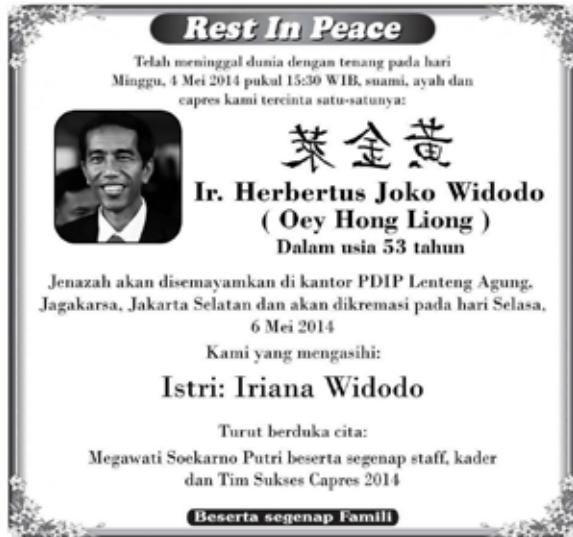 Rest In Peace
Telah meninggal dunia dengan tenang pada hari
Minggu, 4 Mei 2014 pukul 15:30 WIB, suami, ayah dan
capres kami tercinta satu-satunya:
葉金黄
Ir. Herbertus Joko Widodo
( Oey Hong Liong )
Dalam usia 53 tahun
Jenazah akan disemayamkan di kantor PDIP Lenteng Agung,
Jagakarsa, Jakarta Selatan dan akan dikremasi pada hari Selasa,
6 Mei 2014
Kami yang mengasihi:
Istri: Iriana Widodo
Turut berduka cita:
Megawati Soekarno Putri beserta segenap staff, kader
dan Tim Sukses Capres 2014
Beserta segenap Famili